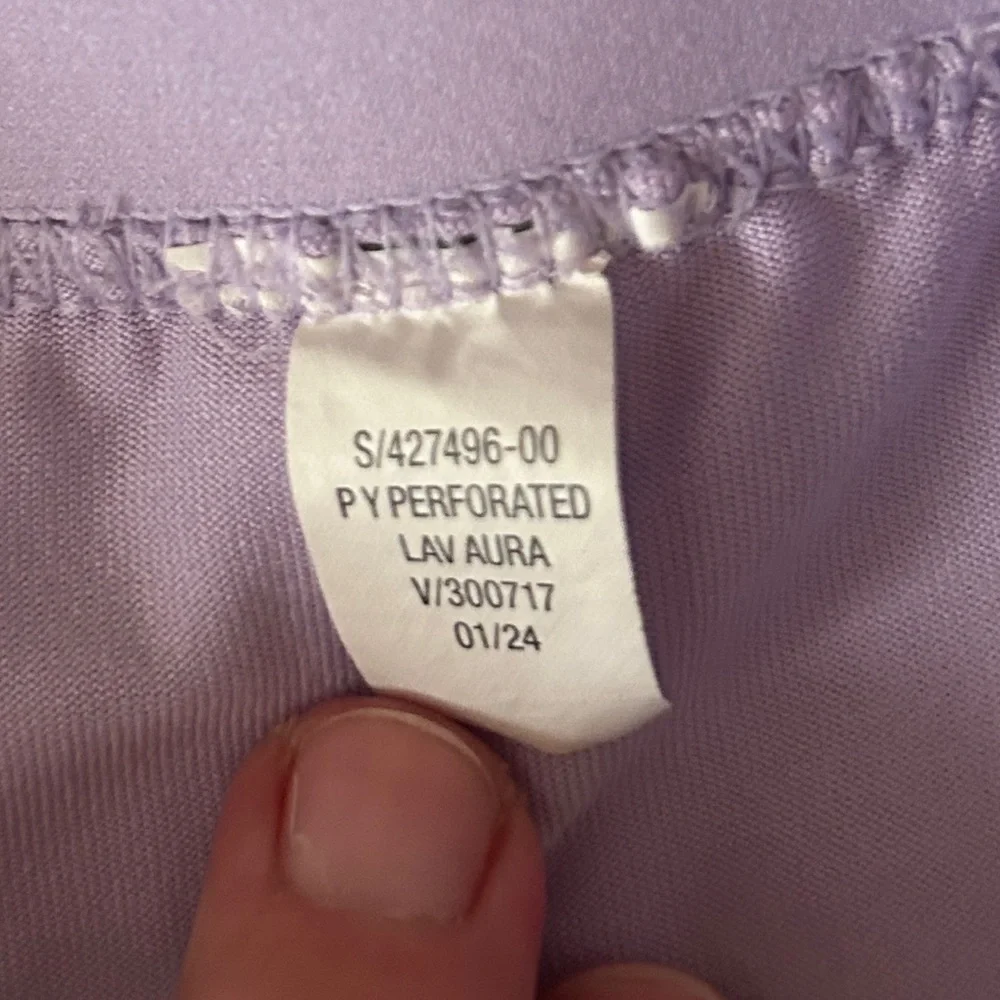 S/427496-00
P Y PERFORATED
LAV AURA
V/300717
01/24